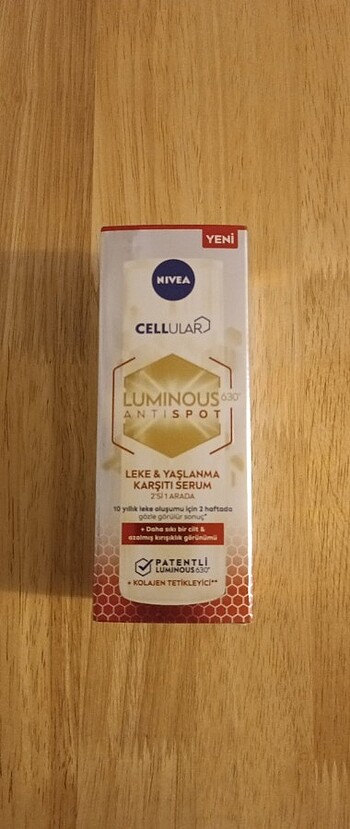 YENİ
NIVEA
CELLULAR
LUMINOUS630®
ANTISPOT
LEKE & YAŞLANMA
KARŞITI SERUM
2'Sİ 1 ARADA
10 yıllık leke oluşumu için 2 haftada
gözle görülür sonuç*
+ Daha sıkı bir cilt &
azalmış kırışıklık görünümü
PATENTLİ
LUMINOUS630®
+ KOLAJEN TETİKLEYİCİ**